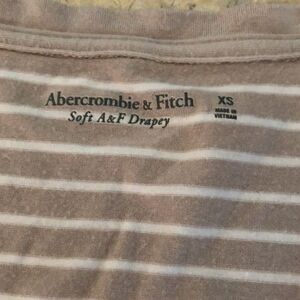 Abercrombie & Fitch
Soft A&F Drapey
XS
MADE IN
VIETNAM